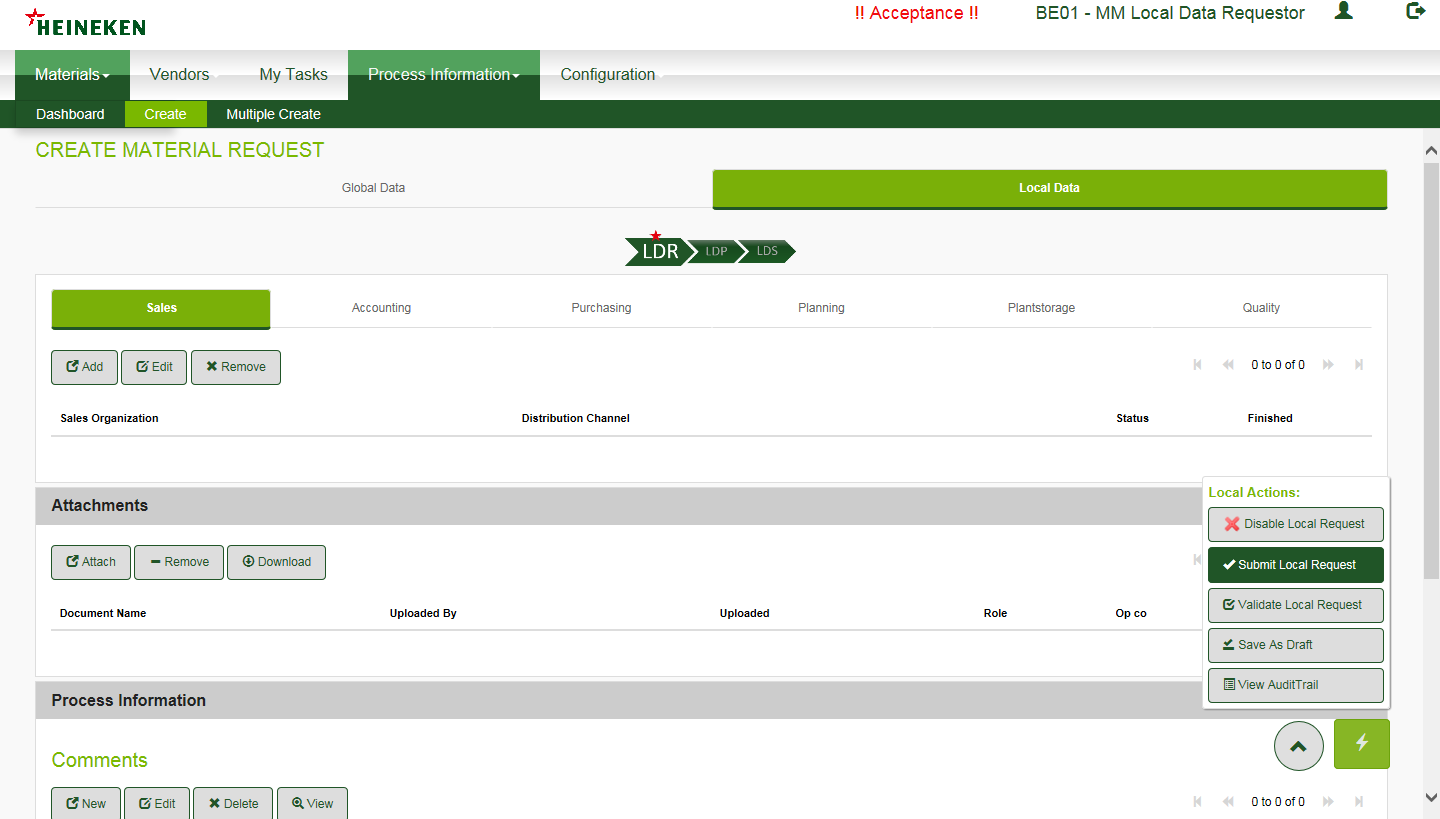 HEINEKEN
!! Acceptance !! BE01 - MM Local Data Requestor
Materials Vendors My Tasks Process Information Configuration
Dashboard Create Multiple Create
CREATE MATERIAL REQUEST
Global Data Local Data
LDR LDP LDS
Sales Accounting Purchasing Planning Plantstorage Quality
Add Edit Remove 0 to 0 of 0
Sales Organization Distribution Channel Status Finished
Attachments
Attach Remove Download
Document Name Uploaded By Uploaded Role Op co
Local Actions:
Disable Local Request
Submit Local Request
Validate Local Request
Save As Draft
View AuditTrail
Process Information
Comments
New Edit Delete View 0 to 0 of 0